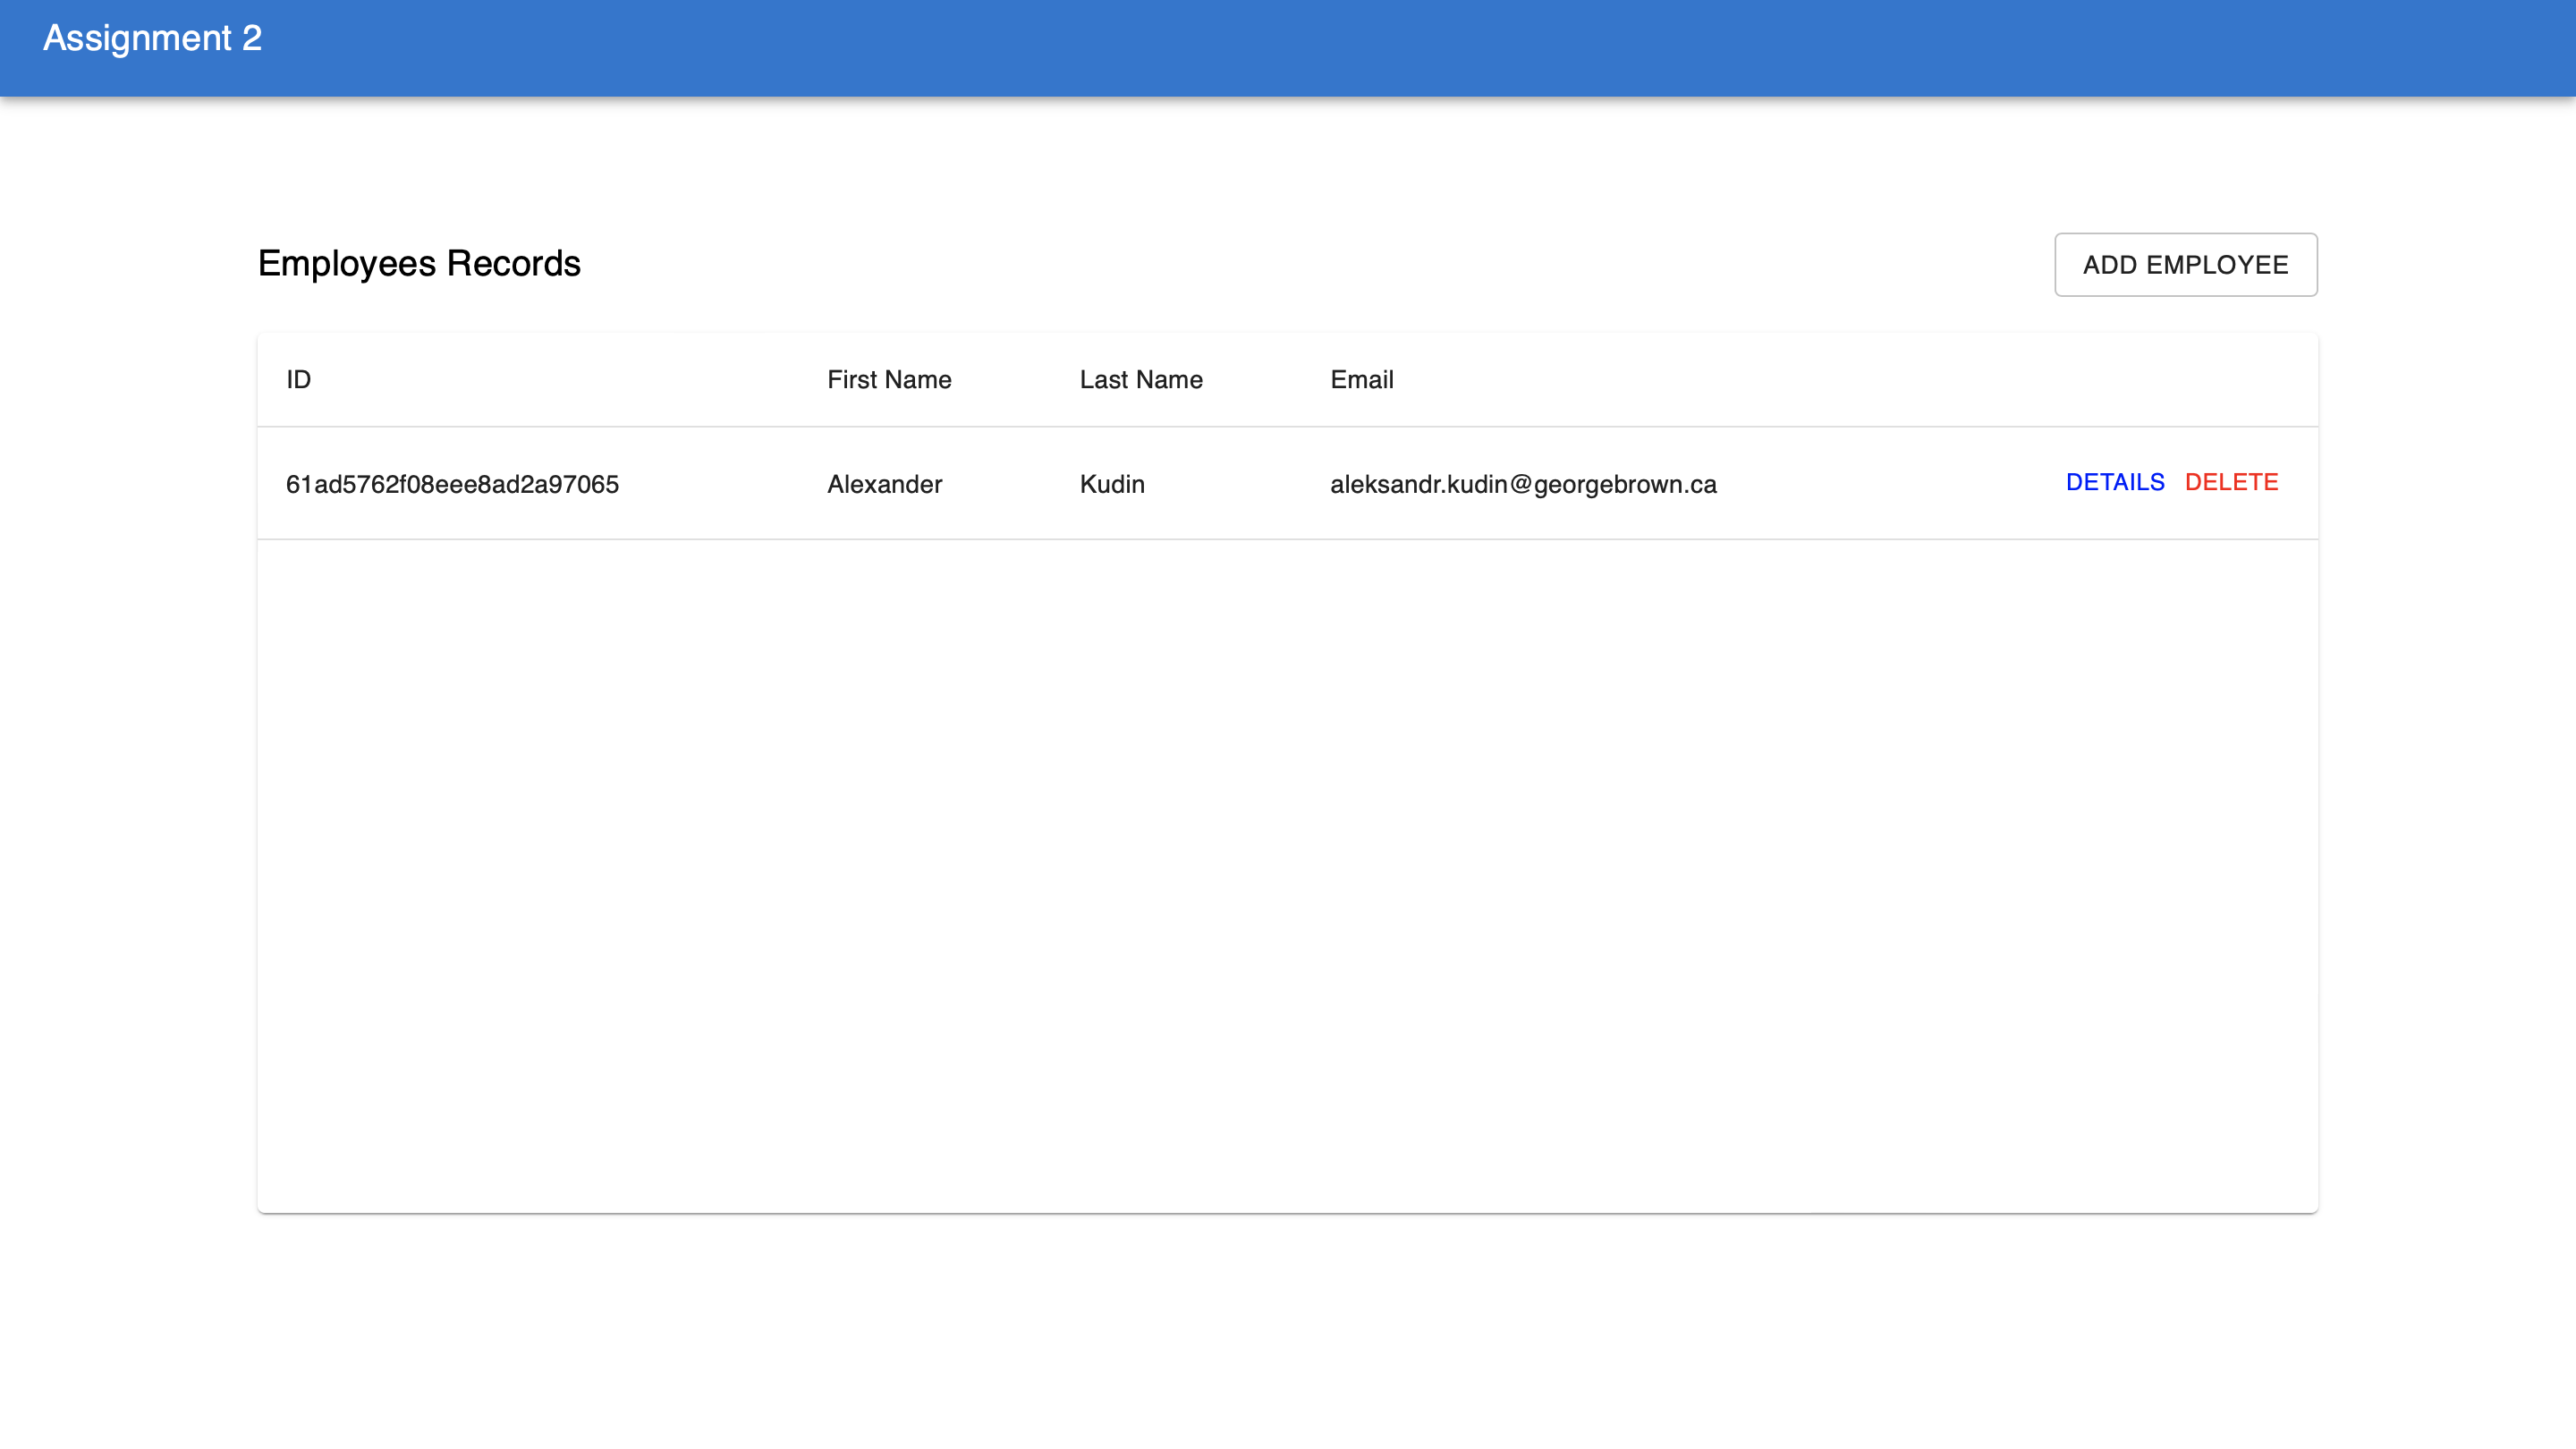 Assignment 2
Employees Records
ADD EMPLOYEE
ID First Name Last Name Email
61ad5762f08eee8ad2a97065 Alexander Kudin aleksandr.kudin@georgebrown.ca DETAILS DELETE